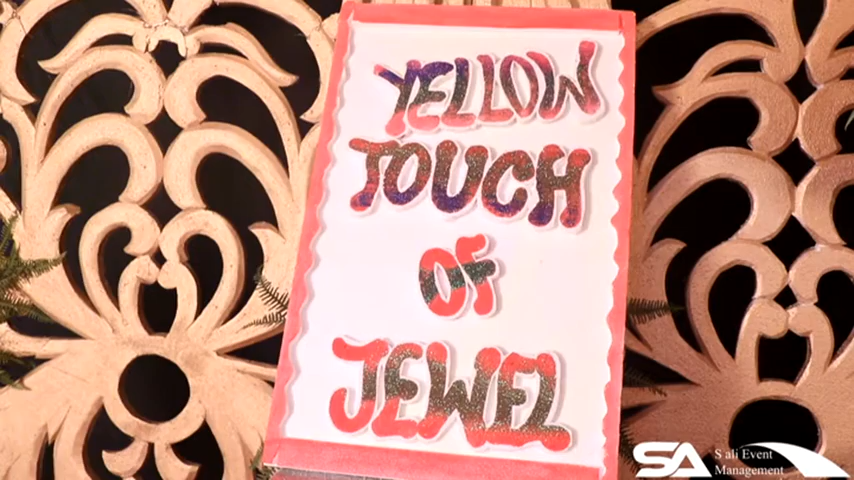 YELLOW
TOUCH
OF
JEWEL
SA
S ali Event
Management